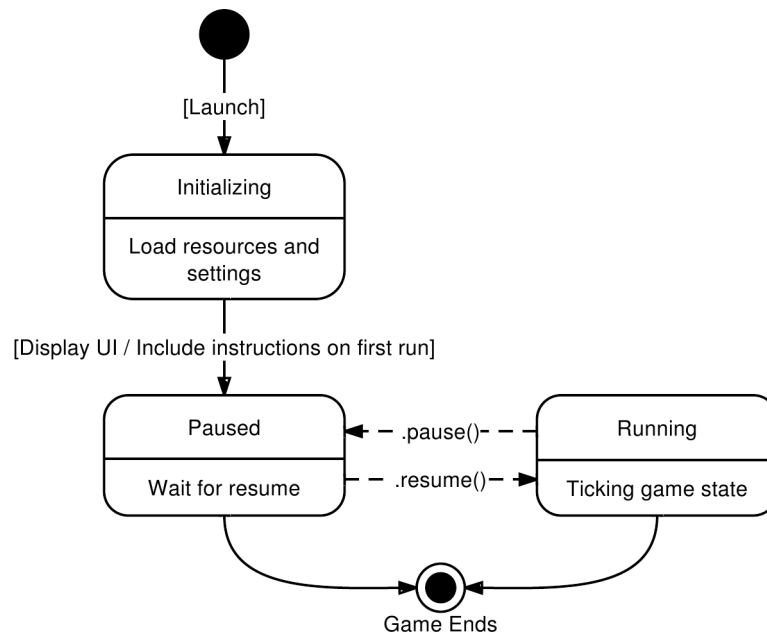 [Launch]
Initializing
Load resources and
settings
[Display UI / Include instructions on first run]
Paused
.pause()
Running
Wait for resume
.resume()
Ticking game state
Game Ends